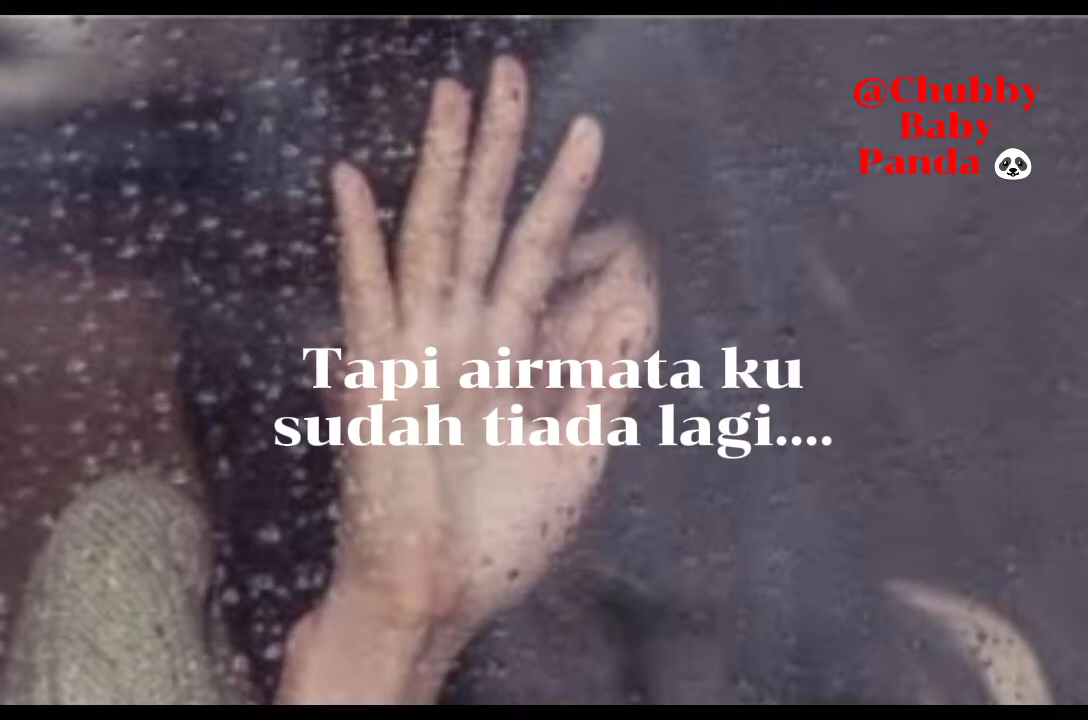 @Chubby
Baby
Panda 🐼
Tapi airmata ku
sudah tiada lagi....